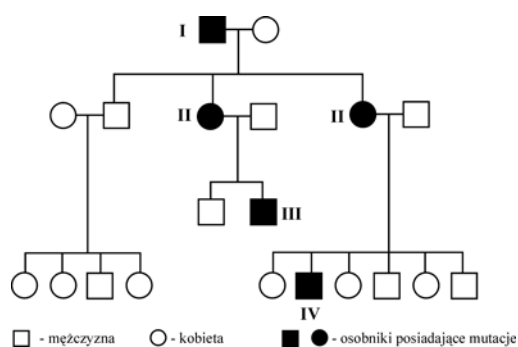 I
II
II
III
IV
- mężczyzna
- kobieta
- osobniki posiadające mutacje